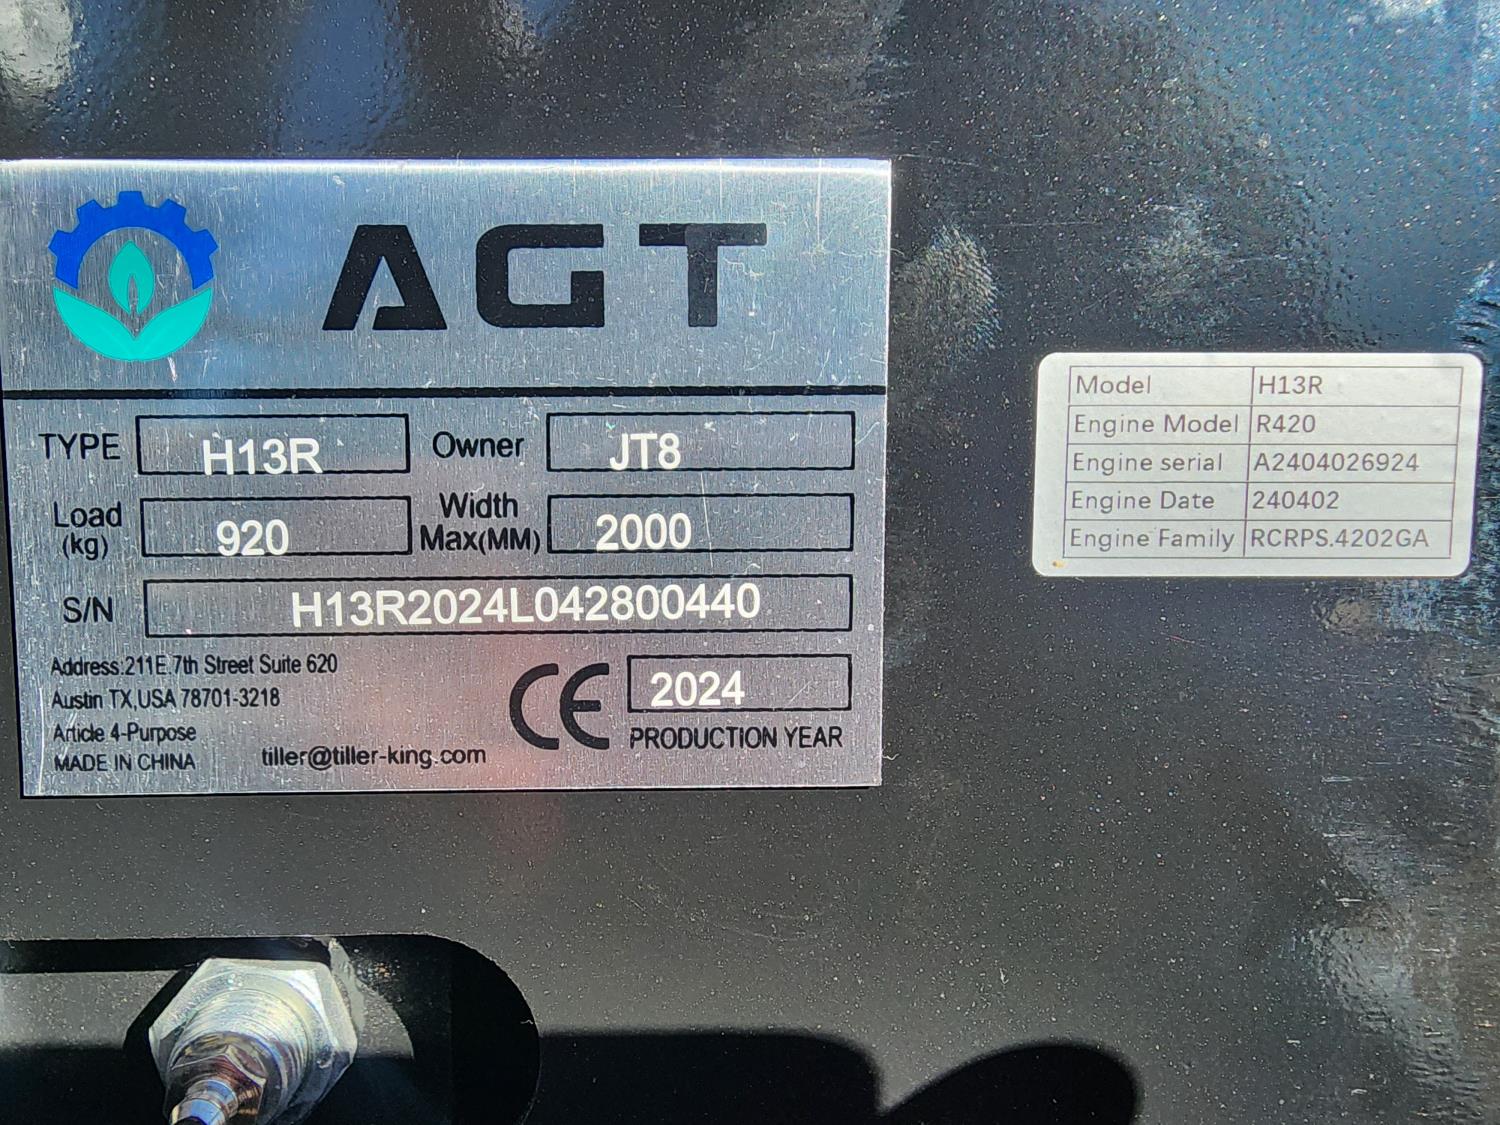 AGT
TYPE H13R Owner JT8
Load (kg) 920 Width Max(MM) 2000
S/N H13R2024L042800440
Address:211E.7th Street Suite 620
Austin TX,USA 78701-3218
Article 4-Purpose
MADE IN CHINA tiller@tiller-king.com
CE 2024
PRODUCTION YEAR
Model H13R
Engine Model R420
Engine serial A2404026924
Engine Date 240402
Engine Family RCRPS.4202GA